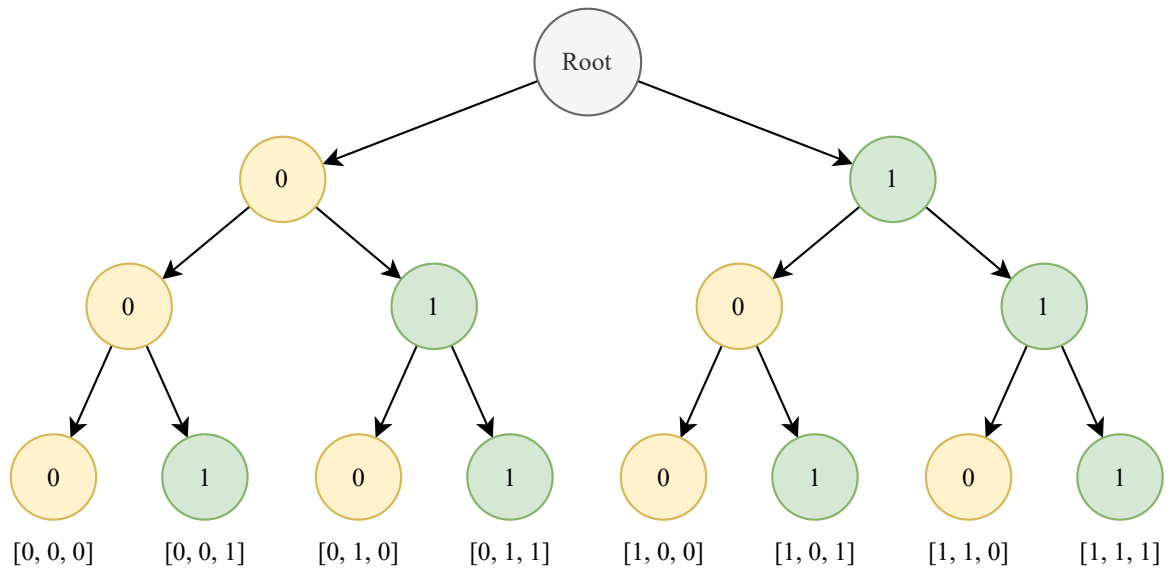 Root
0
1
0
1
0
1
0
1
0
1
0
1
0
1
[0, 0, 0]
[0, 0, 1]
[0, 1, 0]
[0, 1, 1]
[1, 0, 0]
[1, 0, 1]
[1, 1, 0]
[1, 1, 1]